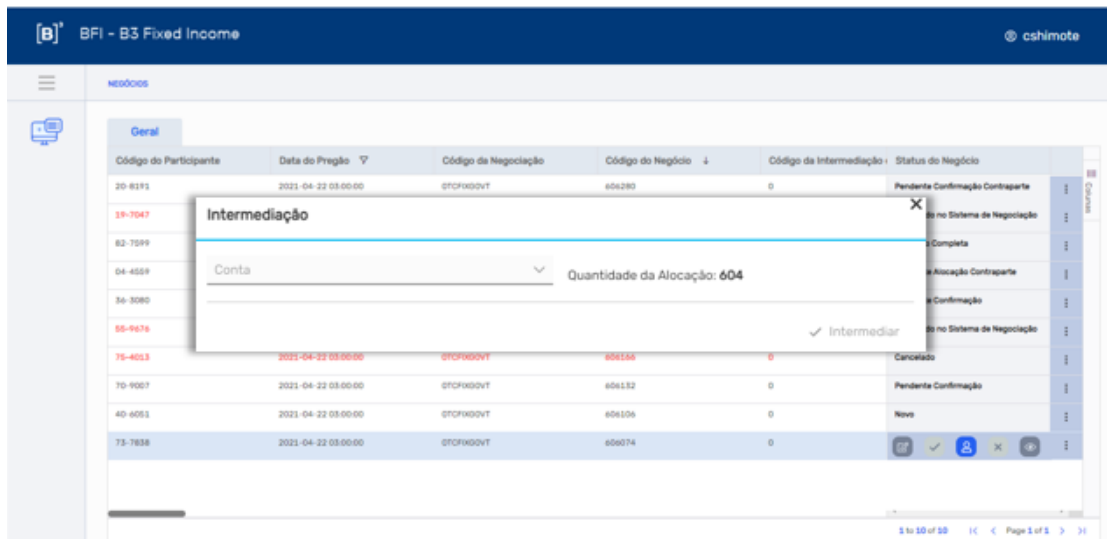 [B]³ BFI - B3 Fixed Income cshimote
NEGÓCIOS
Geral
Código do Participante Data do Pregão Código da Negociação Código do Negócio ↓ Código da Intermediação Status do Negócio
Colunas
20-8191 2021-04-22 03:00:00 OTCFIXGOVT 606280 0 Pendente Confirmação Contraparte
19-7047 no Sistema de Negociação
82-7599 Completa
04-4559 Alocação Contraparte
36-3080 Confirmação
55-9676 no Sistema de Negociação
Intermediação ×
Conta Quantidade da Alocação: 604
Intermediar
75-4013 2021-04-22 03:00:00 OTCFIXGOVT 606166 0 Cancelado
70-9007 2021-04-22 03:00:00 OTCFIXGOVT 606132 0 Pendente Confirmação
40-6051 2021-04-22 03:00:00 OTCFIXGOVT 606106 0 Novo
73-7838 2021-04-22 03:00:00 OTCFIXGOVT 606074 0
1 to 10 of 10 Page 1 of 1